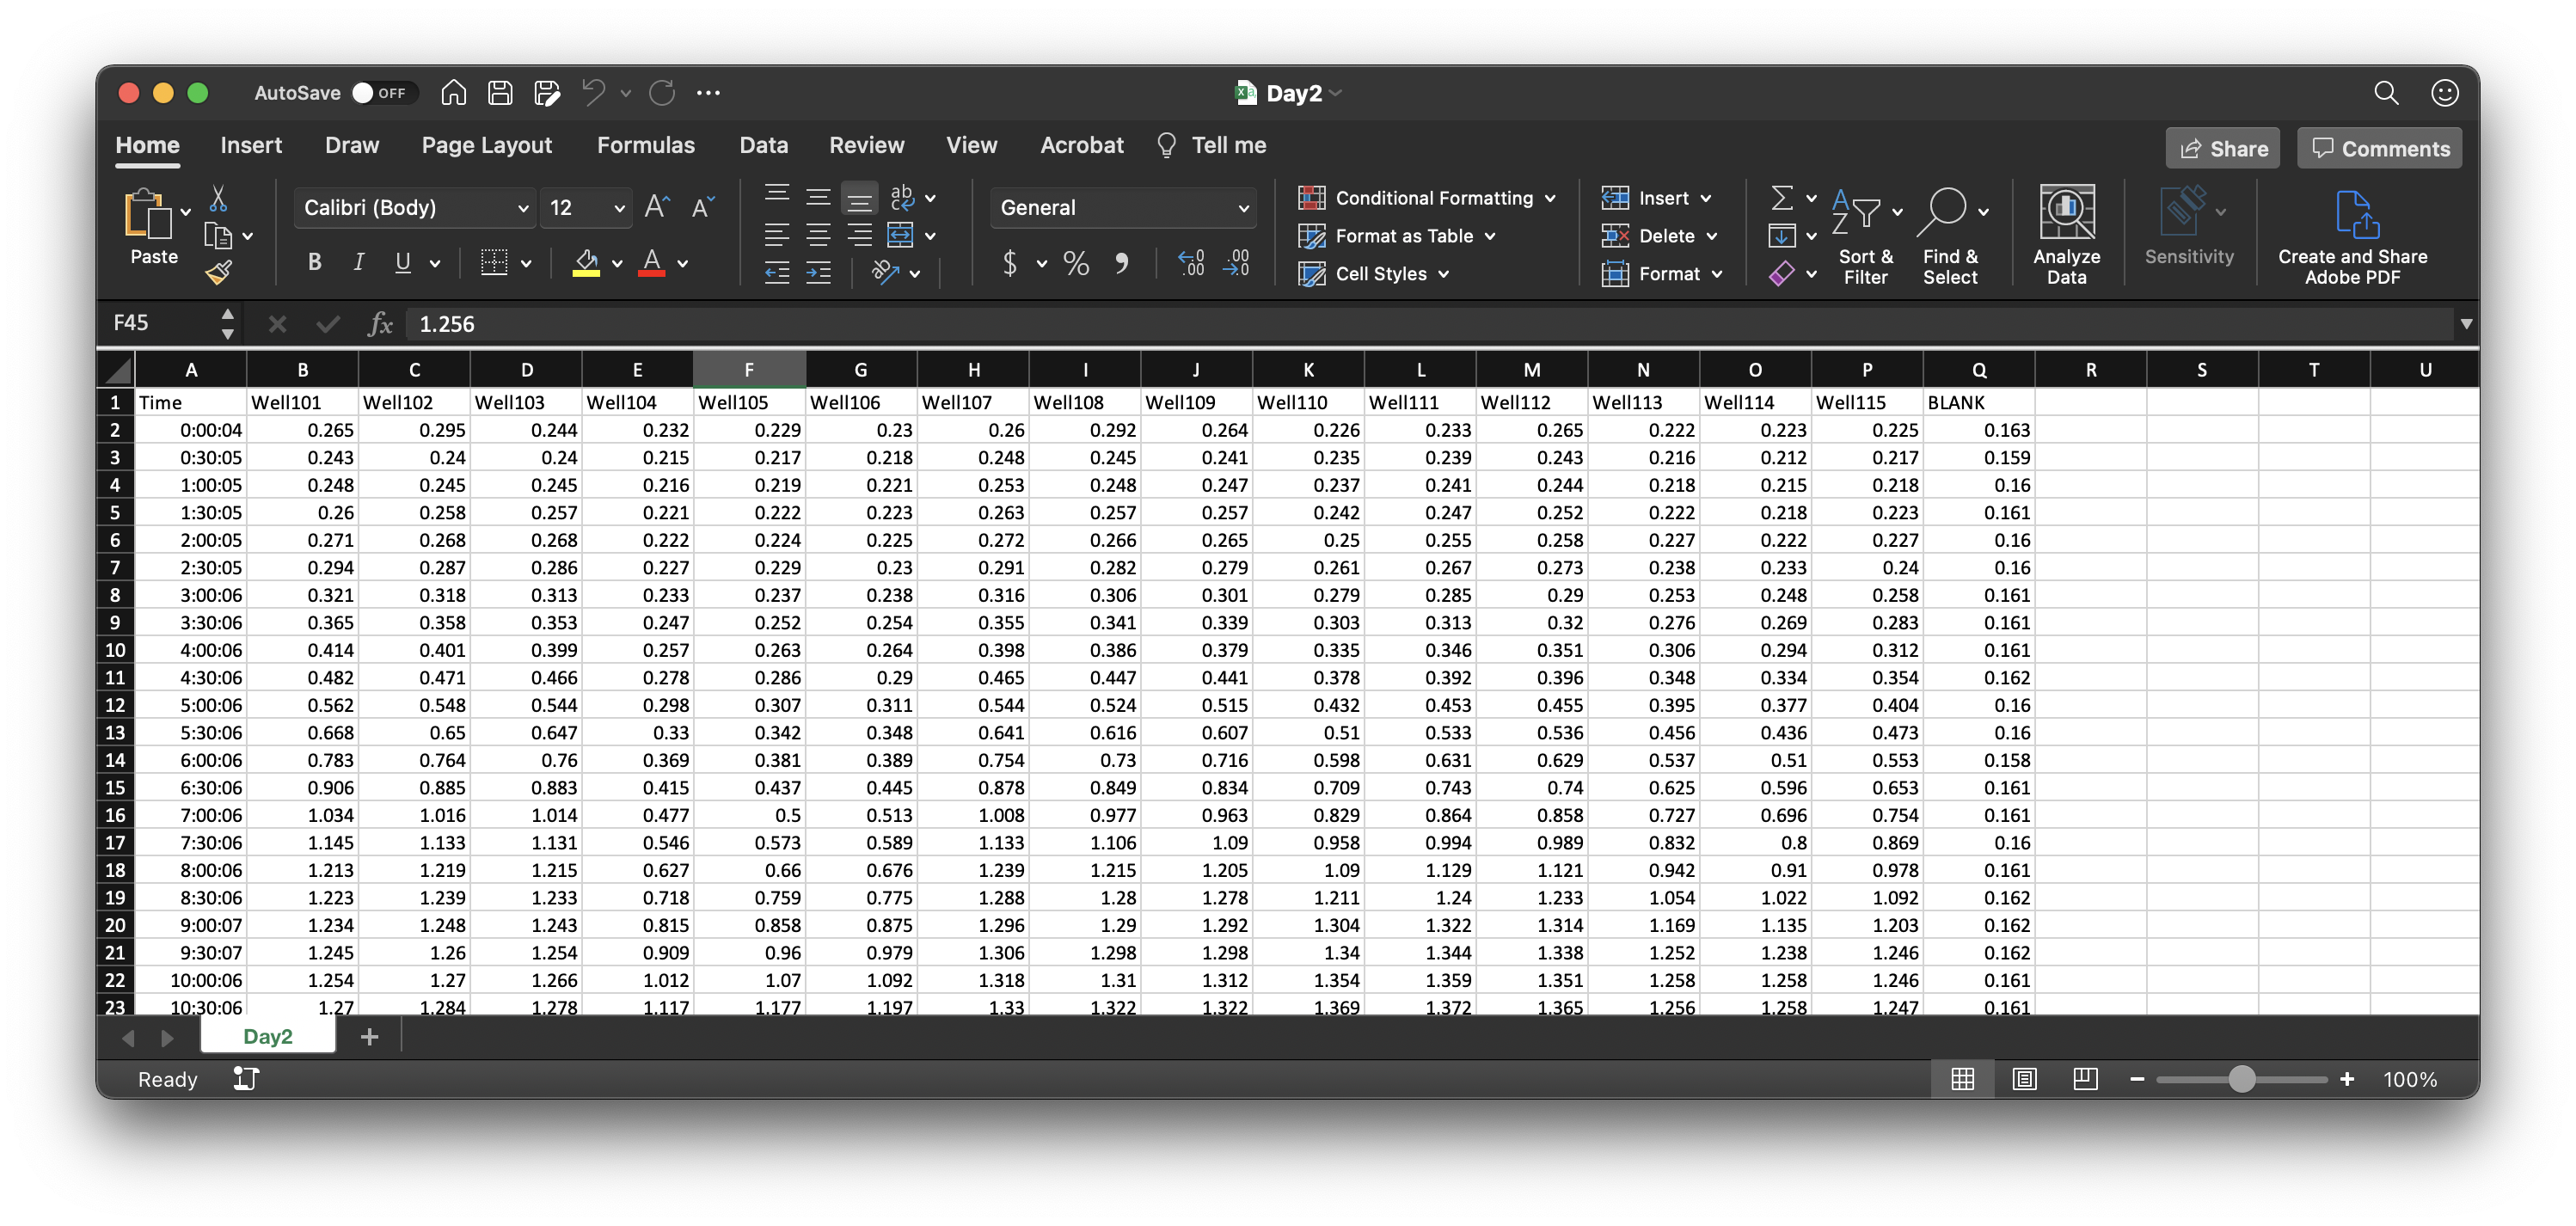 AutoSave OFF Day2
Home Insert Draw Page Layout Formulas Data Review View Acrobat Tell me Share Comments
Paste Calibri (Body) 12 General Conditional Formatting Insert Sort & Filter Find & Select Analyze Data Sensitivity Create and Share Adobe PDF
B I U $ % Format as Table Delete
Cell Styles Format
F45 fx 1.256
A B C D E F G H I J K L M N O P Q R S T U
1 Time Well101 Well102 Well103 Well104 Well105 Well106 Well107 Well108 Well109 Well110 Well111 Well112 Well113 Well114 Well115 BLANK
2 0:00:04 0.265 0.295 0.244 0.232 0.229 0.23 0.26 0.292 0.264 0.226 0.233 0.265 0.222 0.223 0.225 0.163
3 0:30:05 0.243 0.24 0.24 0.215 0.217 0.218 0.248 0.245 0.241 0.235 0.239 0.243 0.216 0.212 0.217 0.159
4 1:00:05 0.248 0.245 0.245 0.216 0.219 0.221 0.253 0.248 0.247 0.237 0.241 0.244 0.218 0.215 0.218 0.16
5 1:30:05 0.26 0.258 0.257 0.221 0.222 0.223 0.263 0.257 0.257 0.242 0.247 0.252 0.222 0.218 0.223 0.161
6 2:00:05 0.271 0.268 0.268 0.222 0.224 0.225 0.272 0.266 0.265 0.25 0.255 0.258 0.227 0.222 0.227 0.16
7 2:30:05 0.294 0.287 0.286 0.227 0.229 0.23 0.291 0.282 0.279 0.261 0.267 0.273 0.238 0.233 0.24 0.16
8 3:00:06 0.321 0.318 0.313 0.233 0.237 0.238 0.316 0.306 0.301 0.279 0.285 0.29 0.253 0.248 0.258 0.161
9 3:30:06 0.365 0.358 0.353 0.247 0.252 0.254 0.355 0.341 0.339 0.303 0.313 0.32 0.276 0.269 0.283 0.161
10 4:00:06 0.414 0.401 0.399 0.257 0.263 0.264 0.398 0.386 0.379 0.335 0.346 0.351 0.306 0.294 0.312 0.161
11 4:30:06 0.482 0.471 0.466 0.278 0.286 0.29 0.465 0.447 0.441 0.378 0.392 0.396 0.348 0.334 0.354 0.162
12 5:00:06 0.562 0.548 0.544 0.298 0.307 0.311 0.544 0.524 0.515 0.432 0.453 0.455 0.395 0.377 0.404 0.16
13 5:30:06 0.668 0.65 0.647 0.33 0.342 0.348 0.641 0.616 0.607 0.51 0.533 0.536 0.456 0.436 0.473 0.16
14 6:00:06 0.783 0.764 0.76 0.369 0.381 0.389 0.754 0.73 0.716 0.598 0.631 0.629 0.537 0.51 0.553 0.158
15 6:30:06 0.906 0.885 0.883 0.415 0.437 0.445 0.878 0.849 0.834 0.709 0.743 0.74 0.625 0.596 0.653 0.161
16 7:00:06 1.034 1.016 1.014 0.477 0.5 0.513 1.008 0.977 0.963 0.829 0.864 0.858 0.727 0.696 0.754 0.161
17 7:30:06 1.145 1.133 1.131 0.546 0.573 0.589 1.133 1.106 1.09 0.958 0.994 0.989 0.832 0.8 0.869 0.16
18 8:00:06 1.213 1.219 1.215 0.627 0.66 0.676 1.239 1.215 1.205 1.09 1.129 1.121 0.942 0.91 0.978 0.161
19 8:30:06 1.223 1.239 1.233 0.718 0.759 0.775 1.288 1.28 1.278 1.211 1.24 1.233 1.054 1.022 1.092 0.162
20 9:00:07 1.234 1.248 1.243 0.815 0.858 0.875 1.296 1.29 1.292 1.304 1.322 1.314 1.169 1.135 1.203 0.162
21 9:30:07 1.245 1.26 1.254 0.909 0.96 0.979 1.306 1.298 1.298 1.34 1.344 1.338 1.252 1.238 1.246 0.162
22 10:00:06 1.254 1.27 1.266 1.012 1.07 1.092 1.318 1.31 1.312 1.354 1.359 1.351 1.258 1.258 1.246 0.161
23 10:30:06 1.27 1.284 1.278 1.117 1.177 1.197 1.33 1.322 1.322 1.369 1.372 1.365 1.256 1.258 1.247 0.161
Day2
Ready 100%